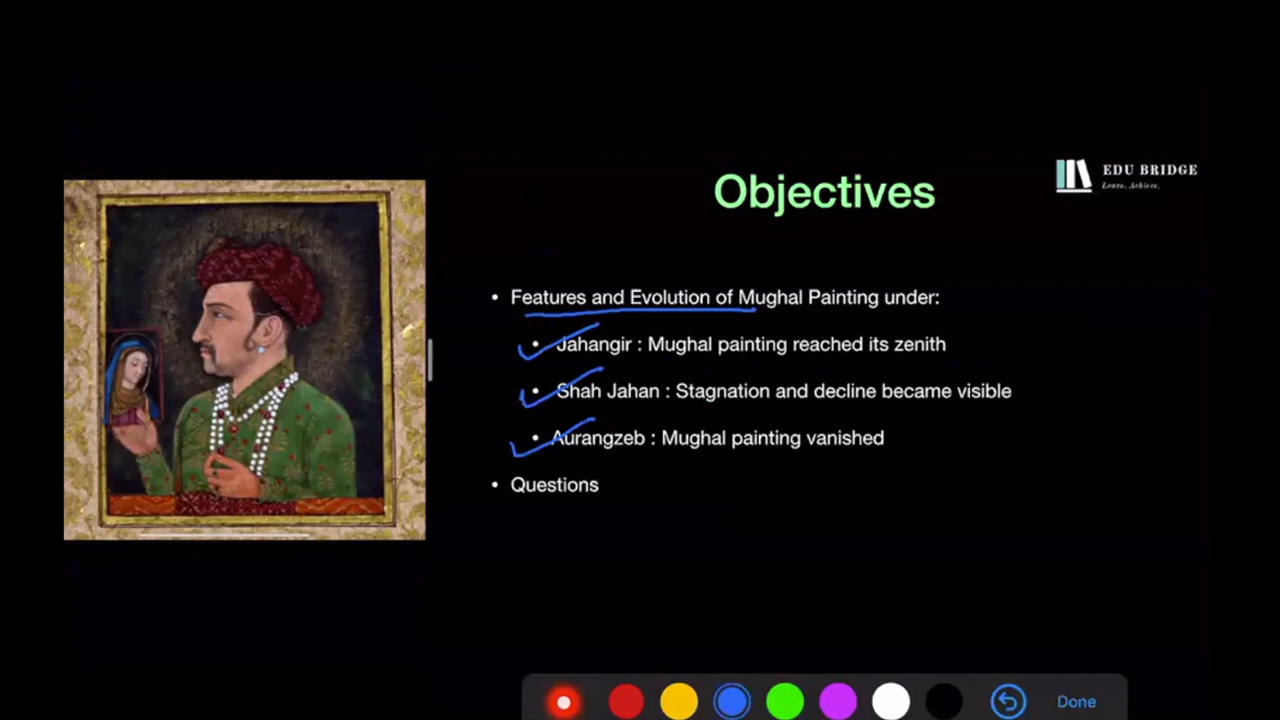 EDU BRIDGE
Learn. Achieve.
Objectives
• Features and Evolution of Mughal Painting under:
• Jahangir : Mughal painting reached its zenith
• Shah Jahan : Stagnation and decline became visible
• Aurangzeb : Mughal painting vanished
• Questions
Done